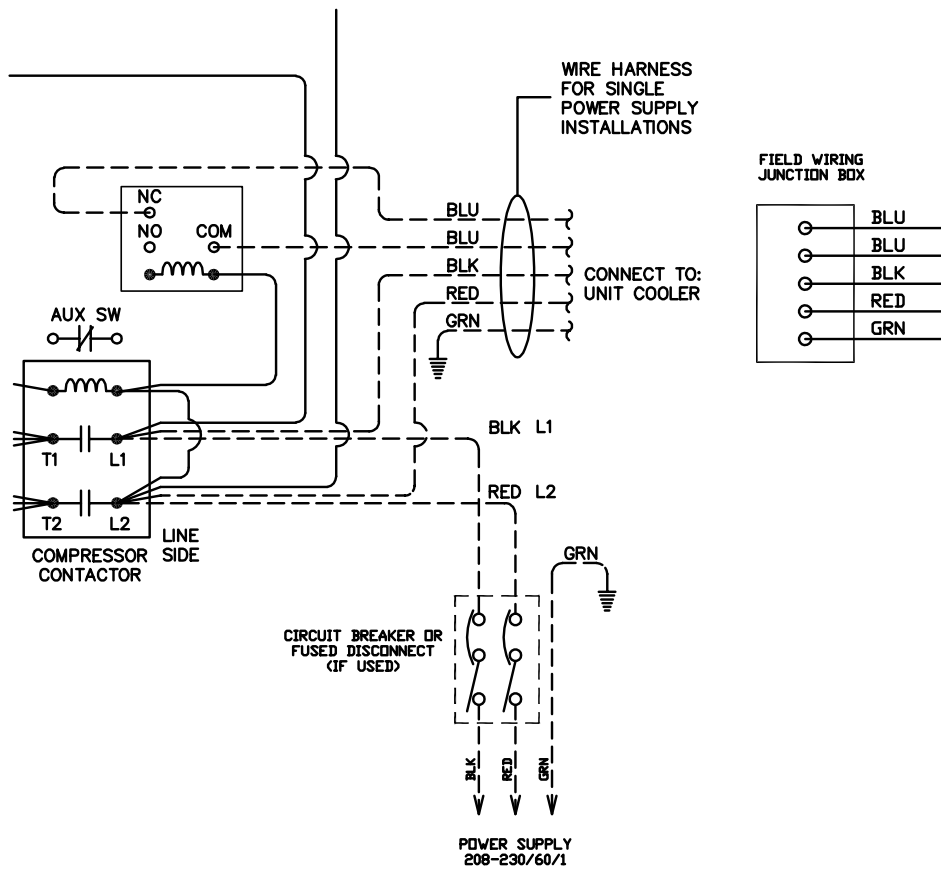 WIRE HARNESS
FOR SINGLE
POWER SUPPLY
INSTALLATIONS
FIELD WIRING
JUNCTION BOX
NC
NO
COM
BLU
BLU
BLK
RED
GRN
CONNECT TO:
UNIT COOLER
BLU
BLU
BLK
RED
GRN
AUX SW
T1
L1
T2
L2
LINE
SIDE
COMPRESSOR
CONTACTOR
BLK L1
RED L2
GRN
CIRCUIT BREAKER OR
FUSED DISCONNECT
(IF USED)
BLK
RED
GRN
POWER SUPPLY
208-230/60/1